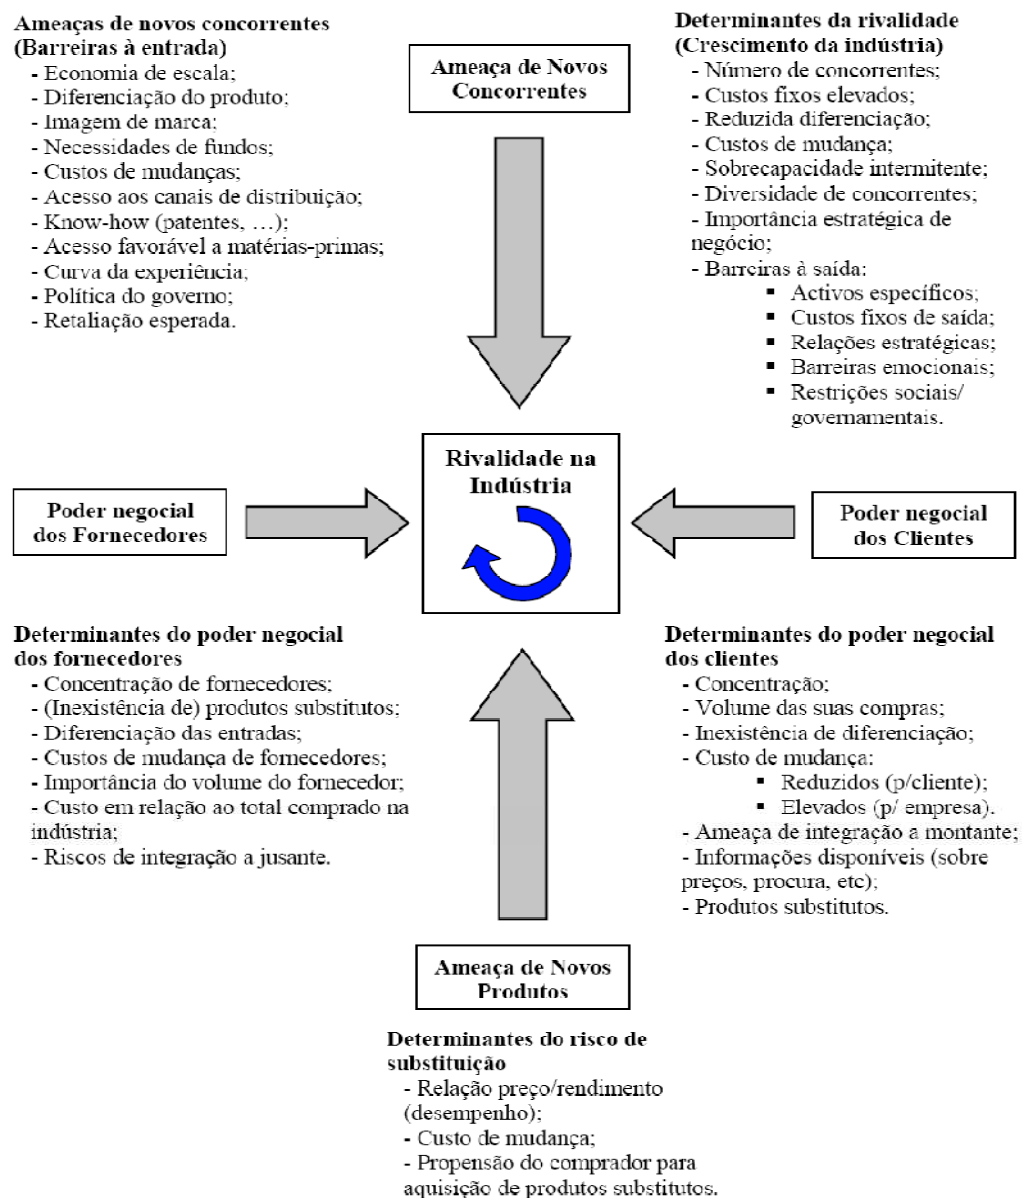 Ameaças de novos concorrentes
(Barreiras à entrada)
- Economia de escala;
- Diferenciação do produto;
- Imagem de marca;
- Necessidades de fundos;
- Custos de mudanças;
- Acesso aos canais de distribuição;
- Know-how (patentes, …);
- Acesso favorável a matérias-primas;
- Curva da experiência;
- Política do governo;
- Retaliação esperada.
Ameaça de Novos
Concorrentes
Determinantes da rivalidade
(Crescimento da indústria)
- Número de concorrentes;
- Custos fixos elevados;
- Reduzida diferenciação;
- Custos de mudança;
- Sobrecapacidade intermitente;
- Diversidade de concorrentes;
- Importância estratégica de
negócio;
- Barreiras à saída:
▪ Activos específicos;
▪ Custos fixos de saída;
▪ Relações estratégicas;
▪ Barreiras emocionais;
▪ Restrições sociais/
governamentais.
Poder negocial
dos Fornecedores
Rivalidade na
Indústria
Poder negocial
dos Clientes
Determinantes do poder negocial
dos fornecedores
- Concentração de fornecedores;
- (Inexistência de) produtos substitutos;
- Diferenciação das entradas;
- Custos de mudança de fornecedores;
- Importância do volume do fornecedor;
- Custo em relação ao total comprado na
indústria;
- Riscos de integração a jusante.
Determinantes do poder negocial
dos clientes
- Concentração;
- Volume das suas compras;
- Inexistência de diferenciação;
- Custo de mudança:
▪ Reduzidos (p/cliente);
▪ Elevados (p/ empresa).
- Ameaça de integração a montante;
- Informações disponíveis (sobre
preços, procura, etc);
- Produtos substitutos.
Ameaça de Novos
Produtos
Determinantes do risco de
substituição
- Relação preço/rendimento
(desempenho);
- Custo de mudança;
- Propensão do comprador para
aquisição de produtos substitutos.